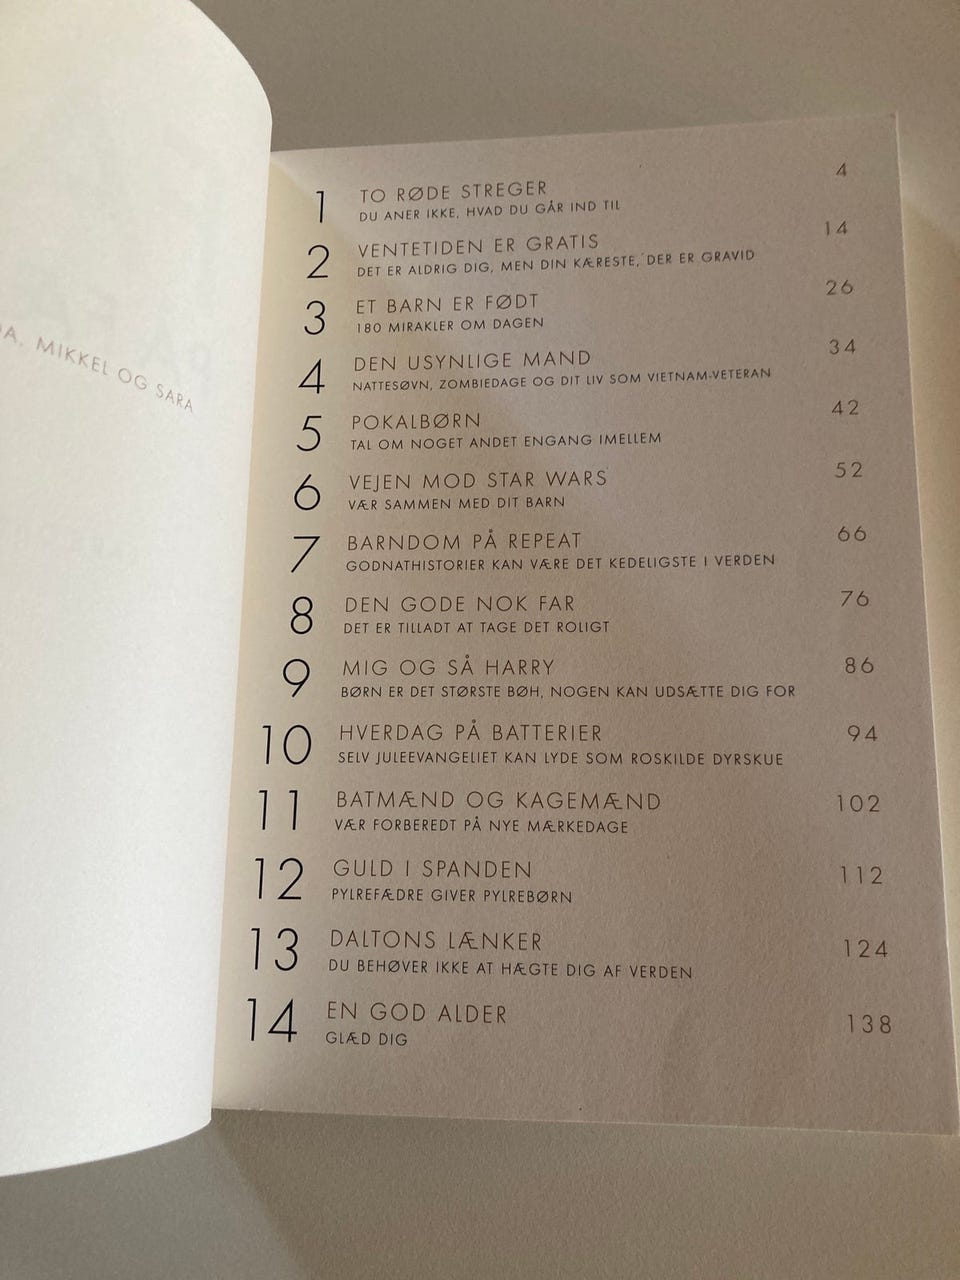 MIKKEL OG SARA
1 TO RØDE STREGER 4
DU ANER IKKE, HVAD DU GÅR IND TIL
2 VENTETIDEN ER GRATIS 14
DET ER ALDRIG DIG, MEN DIN KÆRESTE, DER ER GRAVID
3 ET BARN ER FØDT 26
180 MIRAKLER OM DAGEN
4 DEN USYNLIGE MAND 34
NATTESØVN, ZOMBIEDAGE OG DIT LIV SOM VIETNAM-VETERAN
5 POKALBØRN 42
TAL OM NOGET ANDET ENGANG IMELLEM
6 VEJEN MOD STAR WARS 52
VÆR SAMMEN MED DIT BARN
7 BARNDOM PÅ REPEAT 66
GODNATHISTORIER KAN VÆRE DET KEDELIGSTE I VERDEN
8 DEN GODE NOK FAR 76
DET ER TILLADT AT TAGE DET ROLIGT
9 MIG OG SÅ HARRY 86
BØRN ER DET STØRSTE BØH, NOGEN KAN UDSÆTTE DIG FOR
10 HVERDAG PÅ BATTERIER 94
SELV JULEEVANGELIET KAN LYDE SOM ROSKILDE DYRSKUE
11 BATMÆND OG KAGEMÆND 102
VÆR FORBEREDT PÅ NYE MÆRKEDAGE
12 GULD I SPANDEN 112
PYLREFÆDRE GIVER PYLREBØRN
13 DALTONS LÆNKER 124
DU BEHØVER IKKE AT HÆGTE DIG AF VERDEN
14 EN GOD ALDER 138
GLÆD DIG